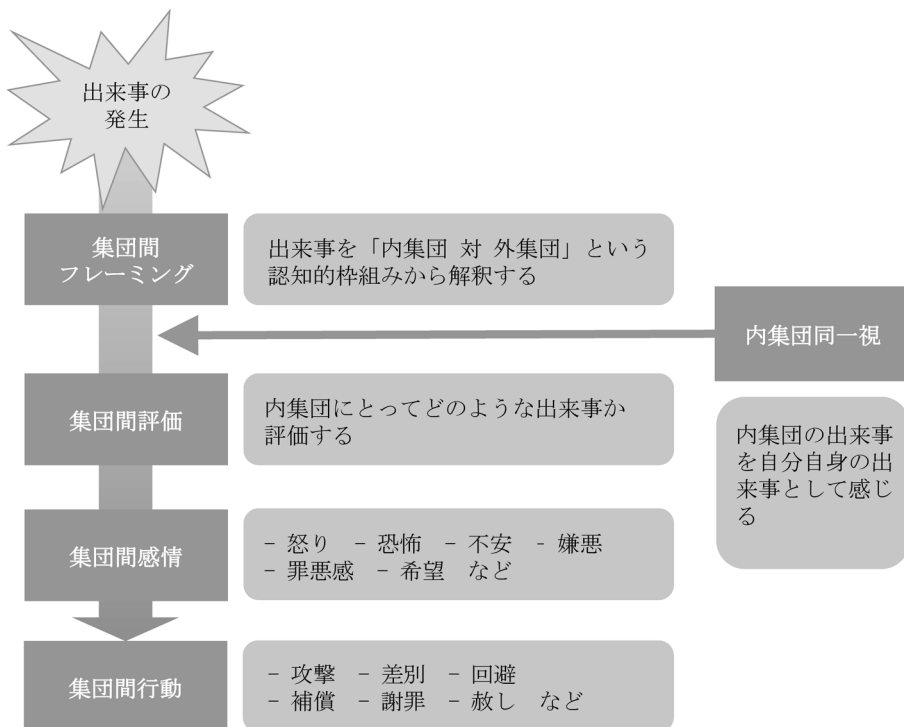 出来事の
発生
集団間
フレーミング
出来事を「内集団 対 外集団」という
認知的枠組みから解釈する
内集団同一視
集団間評価
内集団にとってどのような出来事か
評価する
内集団の出来事
を自分自身の出
来事として感じ
る
集団間感情
− 怒り − 恐怖 − 不安 - 嫌悪
− 罪悪感 − 希望 など
集団間行動
− 攻撃 − 差別 − 回避
− 補償 − 謝罪 − 赦し など